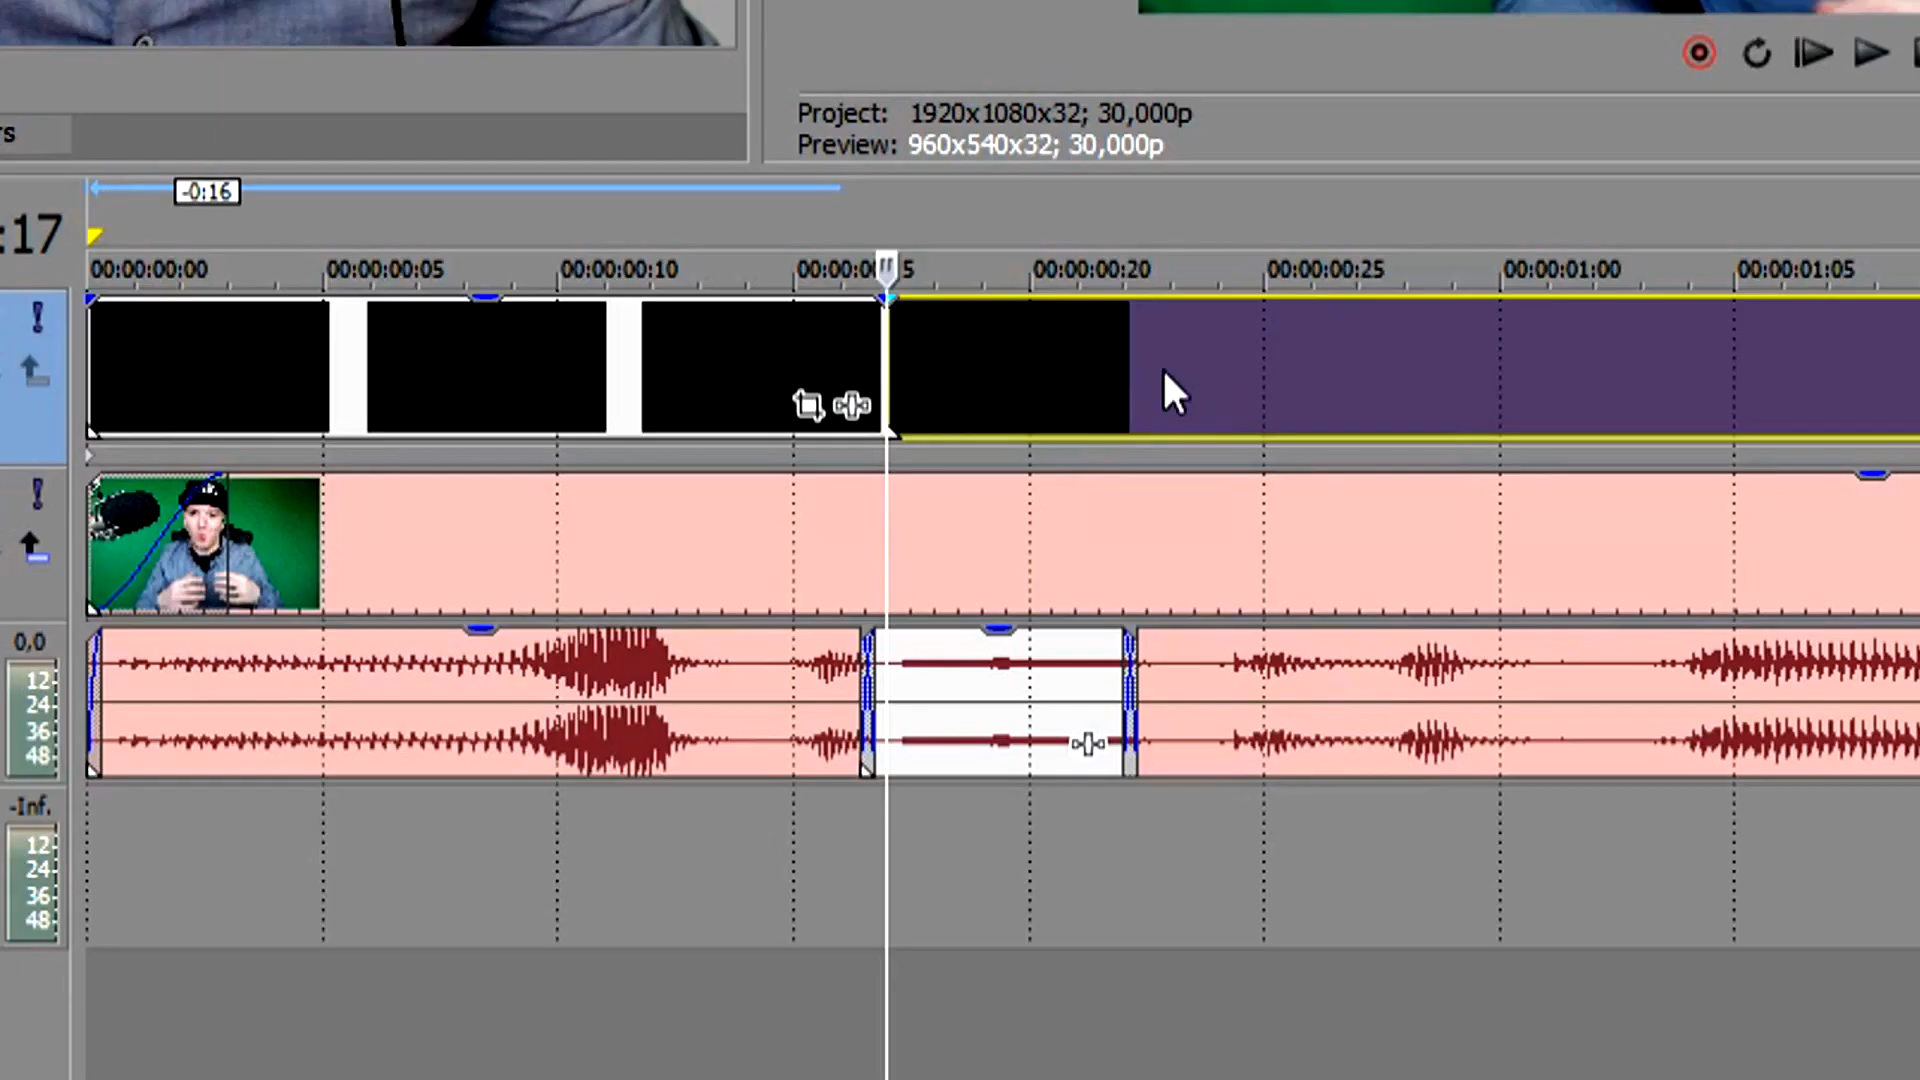 Project: 1920x1080x32; 30,000p
rs
Preview: 960x540x32; 30,000p
-0:16
:17
00:00:00:00 00:00:00:05 00:00:00:10 00:00:00 5 00:00:00:20 00:00:00:25 00:00:01:00 00:00:01:05
0,0
12
24
36
48
-Inf.
12
24
36
48